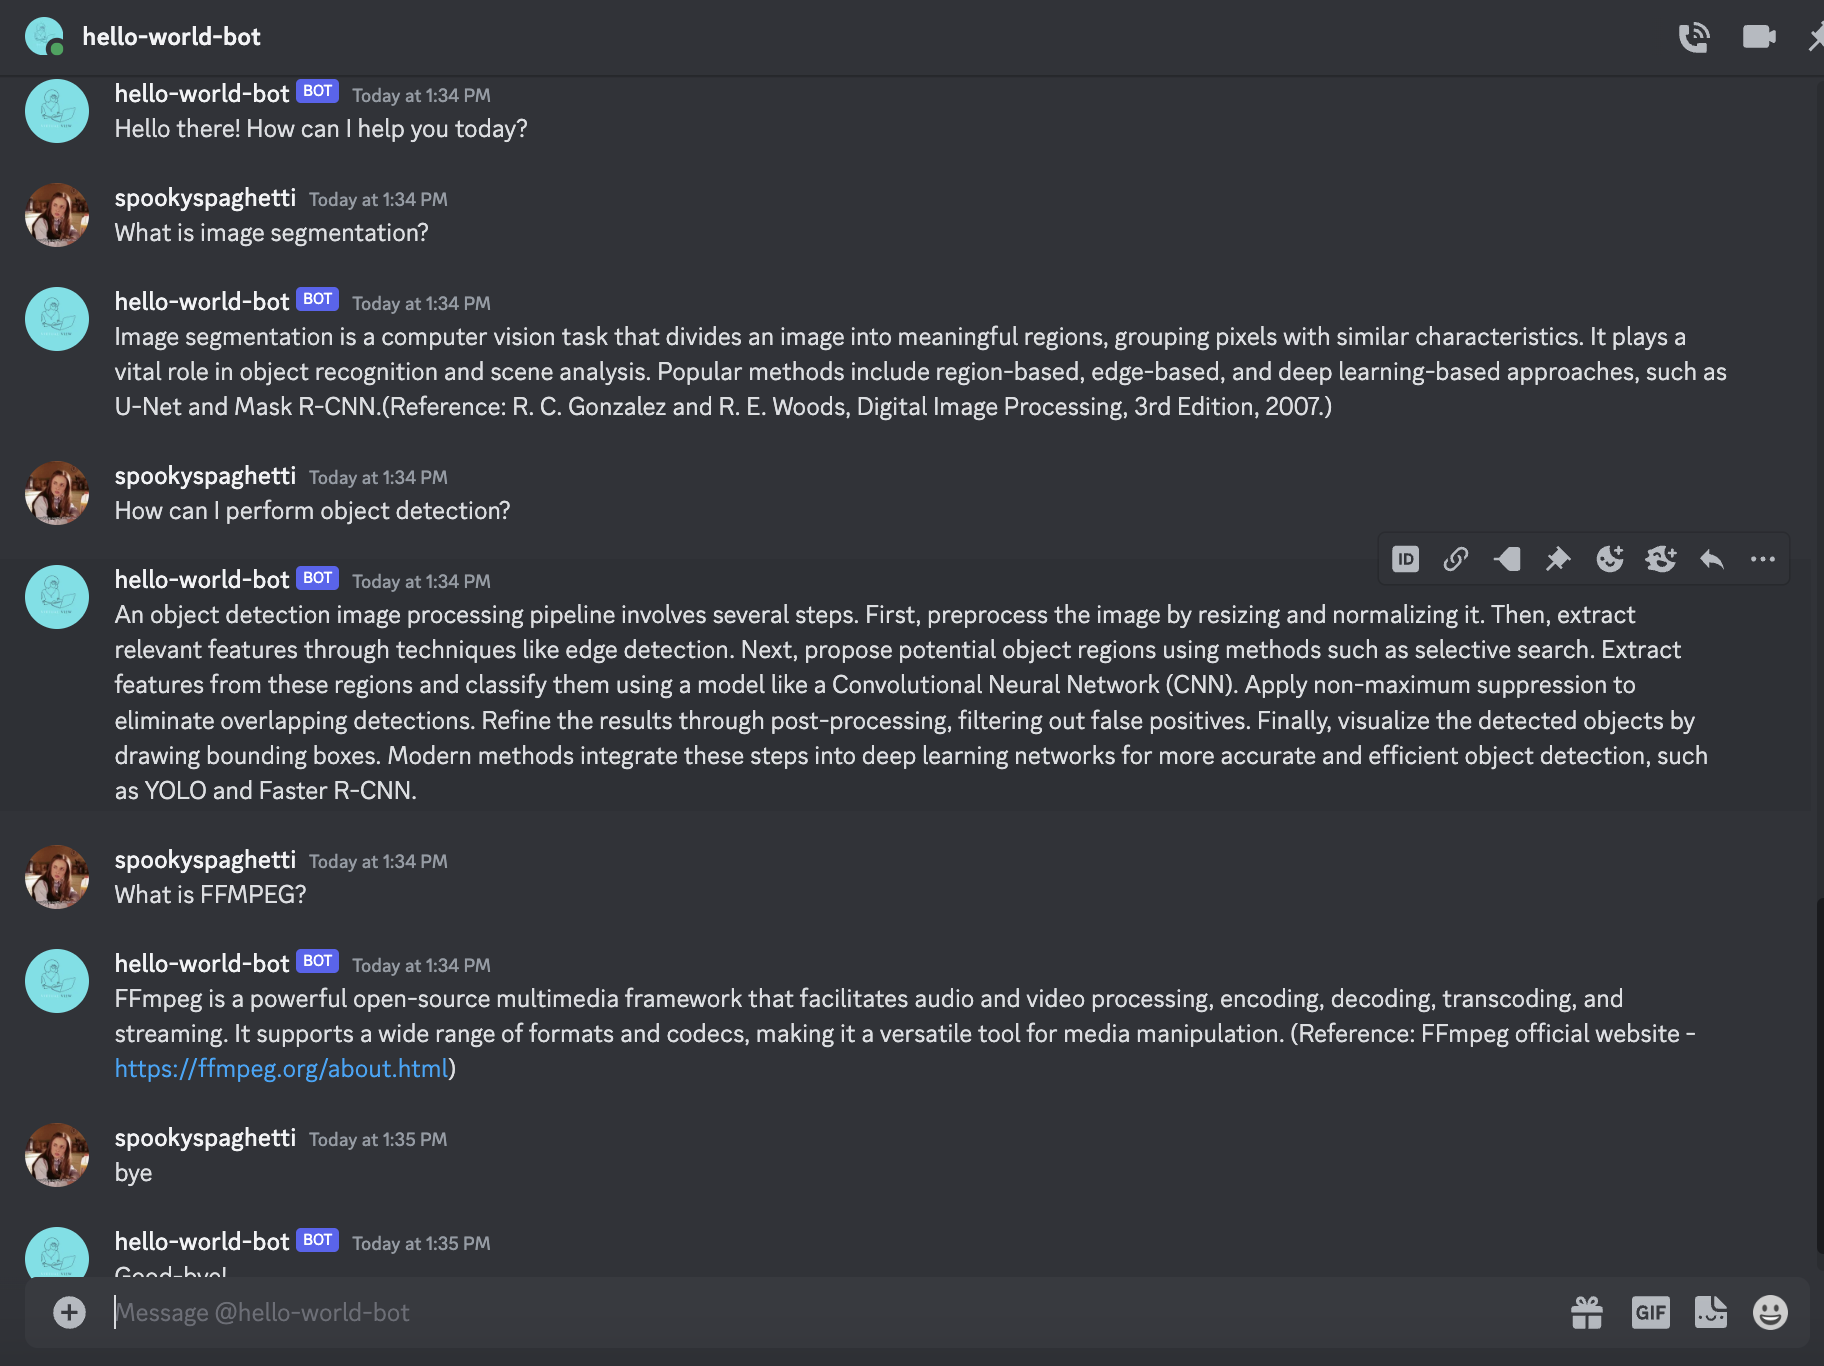 hello-world-bot
hello-world-bot BOT Today at 1:34 PM
Hello there! How can I help you today?
spookyspaghetti Today at 1:34 PM
What is image segmentation?
hello-world-bot BOT Today at 1:34 PM
Image segmentation is a computer vision task that divides an image into meaningful regions, grouping pixels with similar characteristics. It plays a
vital role in object recognition and scene analysis. Popular methods include region-based, edge-based, and deep learning-based approaches, such as
U-Net and Mask R-CNN.(Reference: R. C. Gonzalez and R. E. Woods, Digital Image Processing, 3rd Edition, 2007.)
spookyspaghetti Today at 1:34 PM
How can I perform object detection?
ID
hello-world-bot BOT Today at 1:34 PM
An object detection image processing pipeline involves several steps. First, preprocess the image by resizing and normalizing it. Then, extract
relevant features through techniques like edge detection. Next, propose potential object regions using methods such as selective search. Extract
features from these regions and classify them using a model like a Convolutional Neural Network (CNN). Apply non-maximum suppression to
eliminate overlapping detections. Refine the results through post-processing, filtering out false positives. Finally, visualize the detected objects by
drawing bounding boxes. Modern methods integrate these steps into deep learning networks for more accurate and efficient object detection, such
as YOLO and Faster R-CNN.
spookyspaghetti Today at 1:34 PM
What is FFMPEG?
hello-world-bot BOT Today at 1:34 PM
FFmpeg is a powerful open-source multimedia framework that facilitates audio and video processing, encoding, decoding, transcoding, and
streaming. It supports a wide range of formats and codecs, making it a versatile tool for media manipulation. (Reference: FFmpeg official website -
https://ffmpeg.org/about.html)
spookyspaghetti Today at 1:35 PM
bye
hello-world-bot BOT Today at 1:35 PM
Good-bye!
Message @hello-world-bot
GIF